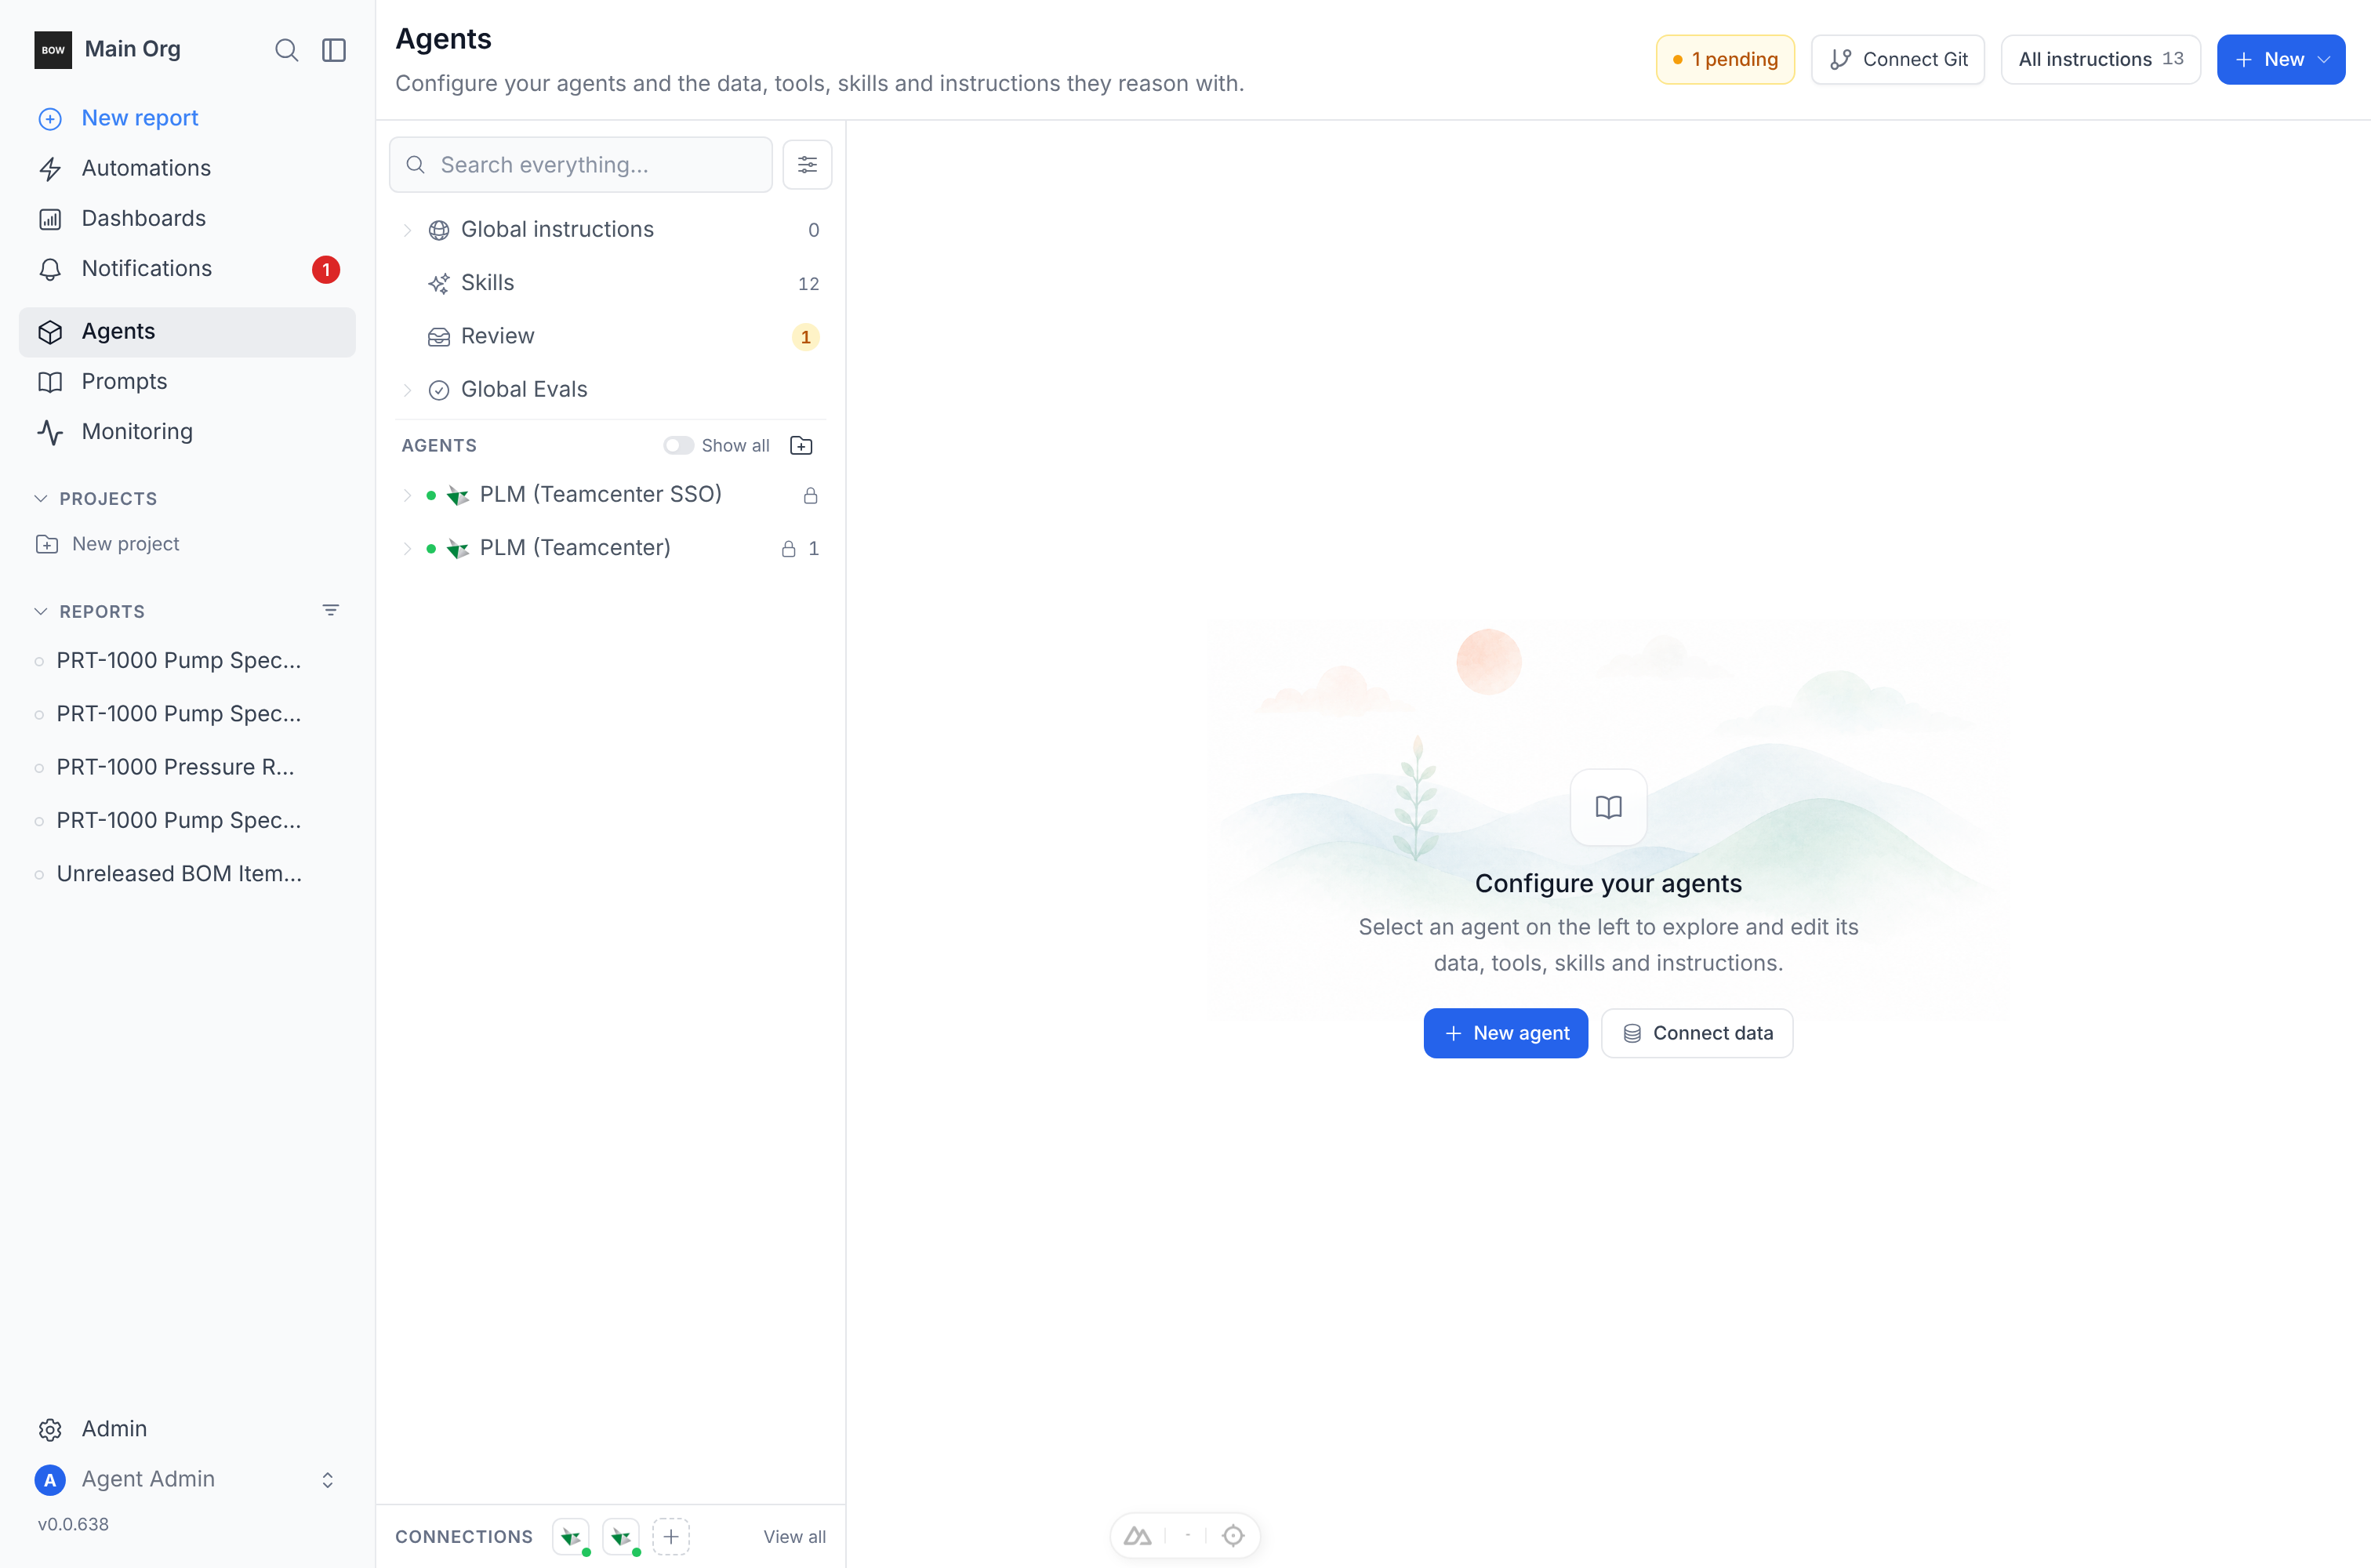 BOW Main Org
New report
Automations
Dashboards
Notifications 1
Agents
Prompts
Monitoring
PROJECTS
New project
REPORTS
PRT-1000 Pump Spec...
PRT-1000 Pump Spec...
PRT-1000 Pressure R...
PRT-1000 Pump Spec...
Unreleased BOM Item...
Admin
A Agent Admin
v0.0.638
Agents
Configure your agents and the data, tools, skills and instructions they reason with.
1 pending
Connect Git
All instructions 13
New
Search everything...
Global instructions 0
Skills 12
Review 1
Global Evals
AGENTS Show all
PLM (Teamcenter SSO)
PLM (Teamcenter) 1
CONNECTIONS View all
Configure your agents
Select an agent on the left to explore and edit its
data, tools, skills and instructions.
New agent
Connect data
-